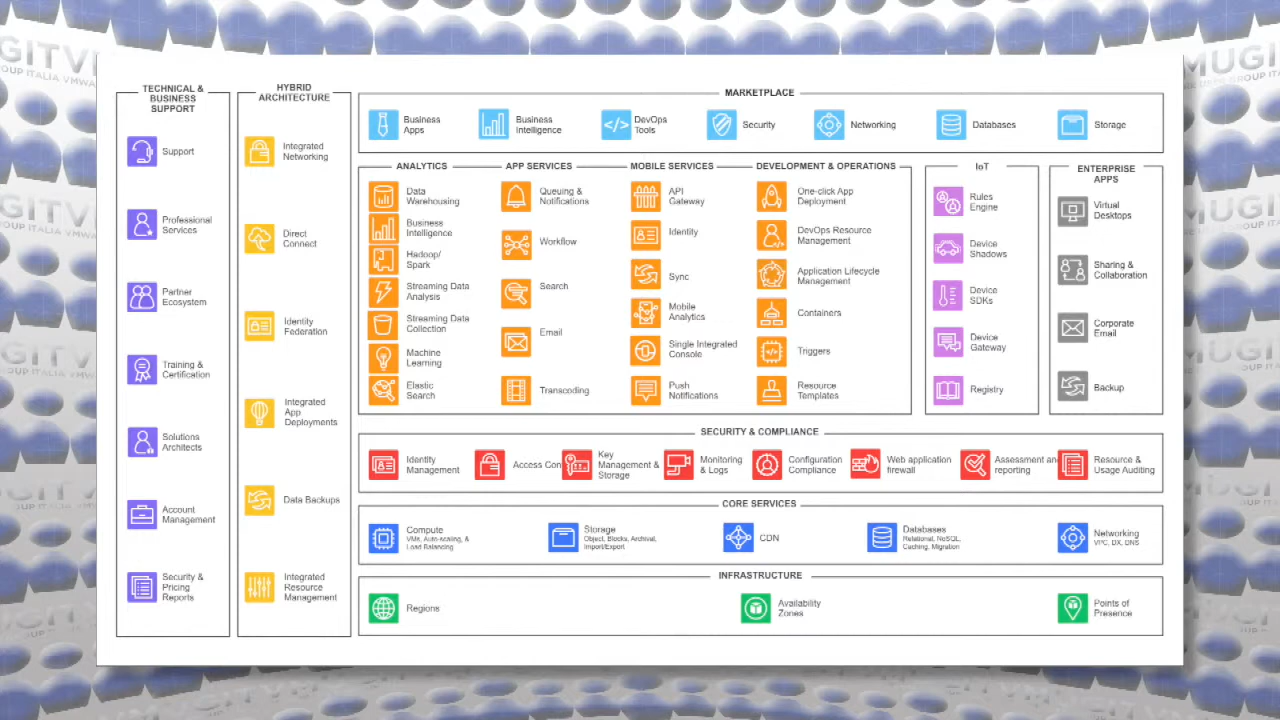 TECHNICAL &
BUSINESS
SUPPORT
Support
Professional
Services
Partner
Ecosystem
Training &
Certification
Solutions
Architects
Account
Management
Security &
Pricing
Reports
HYBRID
ARCHITECTURE
Integrated
Networking
Direct
Connect
Identity
Federation
Integrated
App
Deployments
Data Backups
Integrated
Resource
Management
MARKETPLACE
Business
Apps
Business
Intelligence
DevOps
Tools
Security
Networking
Databases
Storage
ANALYTICS
Data
Warehousing
Business
Intelligence
Hadoop/
Spark
Streaming Data
Analysis
Streaming Data
Collection
Machine
Learning
Elastic
Search
APP SERVICES
Queuing &
Notifications
Workflow
Search
Email
Transcoding
MOBILE SERVICES
API
Gateway
Identity
Sync
Mobile
Analytics
Single Integrated
Console
Push
Notifications
DEVELOPMENT & OPERATIONS
One-click App
Deployment
DevOps Resource
Management
Application Lifecycle
Management
Containers
Triggers
Resource
Templates
IoT
Rules
Engine
Device
Shadows
Device
SDKs
Device
Gateway
Registry
ENTERPRISE
APPS
Virtual
Desktops
Sharing &
Collaboration
Corporate
Email
Backup
SECURITY & COMPLIANCE
Identity
Management
Access Con
Key
Management &
Storage
Monitoring
& Logs
Configuration
Compliance
Web application
firewall
Assessment an
reporting
Resource &
Usage Auditing
CORE SERVICES
Compute
VMs, Auto-scaling, &
Load Balancing
Storage
Object, Blocks, Archival,
Import/Export
CDN
Databases
Relational, NoSQL,
Caching, Migration
Networking
VPC, DX, DNS
INFRASTRUCTURE
Regions
Availability
Zones
Points of
Presence